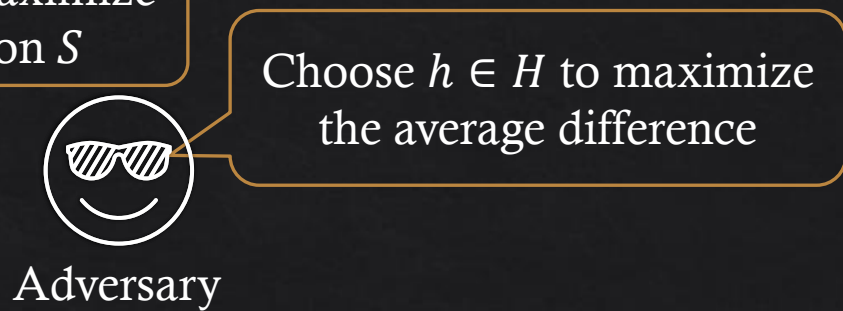 on S
Choose h ∈ H to maximize
the average difference
Adversary